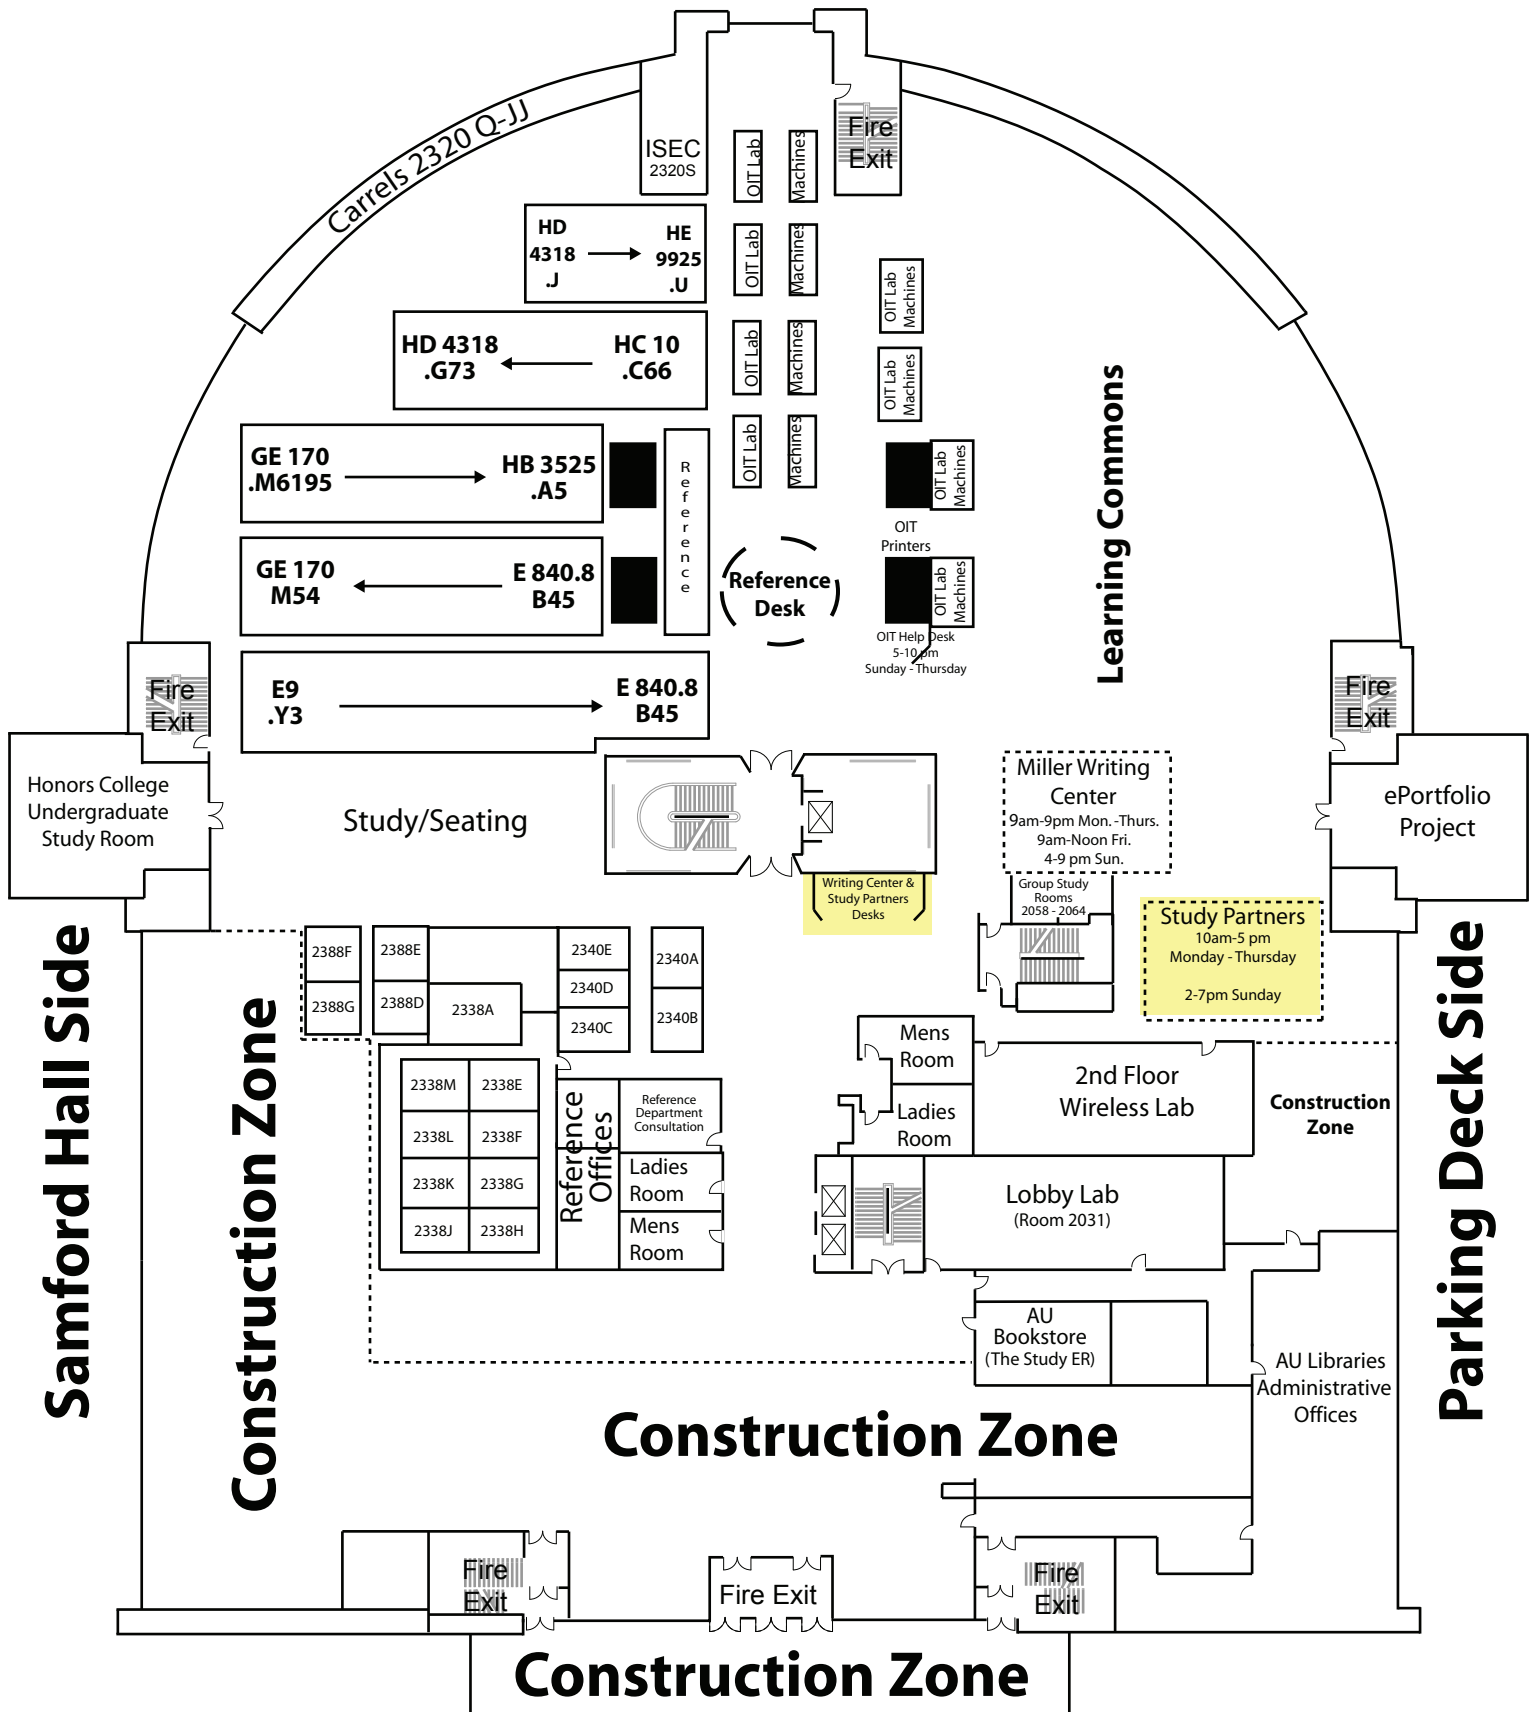 Carrels 2320 Q-JJ
ISEC
2320S
Fire
Exit
OIT Lab
Machines
OIT Lab
Machines
OIT Lab
Machines
OIT Lab
Machines
HD
4318
.J
HE
9925
.U
HD 4318
.G73
HC 10
.C66
GE 170
.M6195
HB 3525
.A5
GE 170
M54
E 840.8
B45
E9
.Y3
E 840.8
B45
Reference
Reference
Desk
OIT Lab
Machines
OIT Lab
Machines
OIT Lab
Machines
OIT
Printers
OIT Lab
Machines
OIT Help Desk
5-10 pm
Sunday - Thursday
Learning Commons
Fire
Exit
Fire
Exit
Honors College
Undergraduate
Study Room
Study/Seating
Miller Writing
Center
9am-9pm Mon. -Thurs.
9am-Noon Fri.
4-9 pm Sun.
ePortfolio
Project
Writing Center &
Study Partners
Desks
Group Study
Rooms
2058 - 2064
Study Partners
10am-5 pm
Monday - Thursday
2-7pm Sunday
Samford Hall Side
Construction Zone
Parking Deck Side
2388F
2388G
2388E
2388D
2338A
2340E
2340D
2340C
2340A
2340B
2338M
2338E
2338L
2338F
2338K
2338G
2338J
2338H
Reference
Offices
Reference
Department
Consultation
Ladies
Room
Mens
Room
Mens
Room
Ladies
Room
2nd Floor
Wireless Lab
Construction
Zone
Lobby Lab
(Room 2031)
AU
Bookstore
(The Study ER)
AU Libraries
Administrative
Offices
Construction Zone
Fire
Exit
Fire Exit
Fire
Exit
Construction Zone